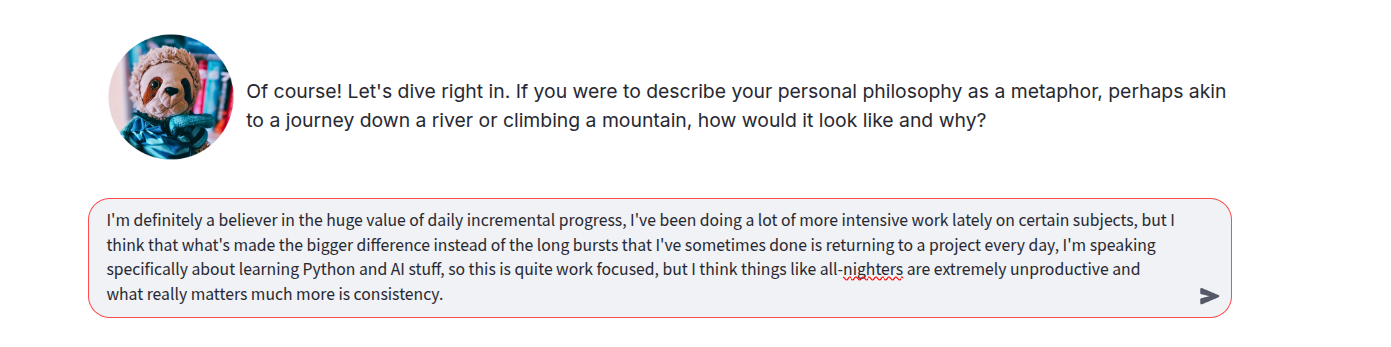 Of course! Let's dive right in. If you were to describe your personal philosophy as a metaphor, perhaps akin
to a journey down a river or climbing a mountain, how would it look like and why?
I'm definitely a believer in the huge value of daily incremental progress, I've been doing a lot of more intensive work lately on certain subjects, but I
think that what's made the bigger difference instead of the long bursts that I've sometimes done is returning to a project every day, I'm speaking
specifically about learning Python and AI stuff, so this is quite work focused, but I think things like all-nighters are extremely unproductive and
what really matters much more is consistency.